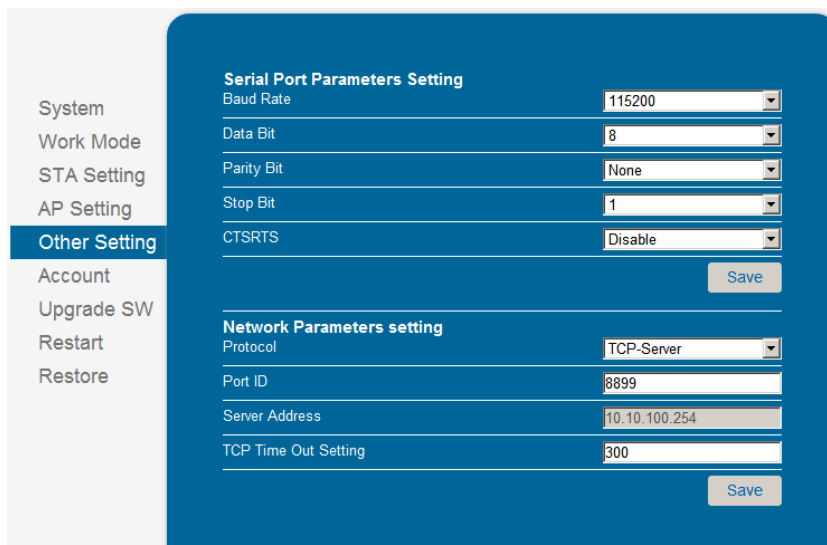 System
Work Mode
STA Setting
AP Setting
Other Setting
Account
Upgrade SW
Restart
Restore
Serial Port Parameters Setting
Baud Rate 115200
Data Bit 8
Parity Bit None
Stop Bit 1
CTSRTS Disable
Save
Network Parameters setting
Protocol TCP-Server
Port ID 8899
Server Address 10.10.100.254
TCP Time Out Setting 300
Save